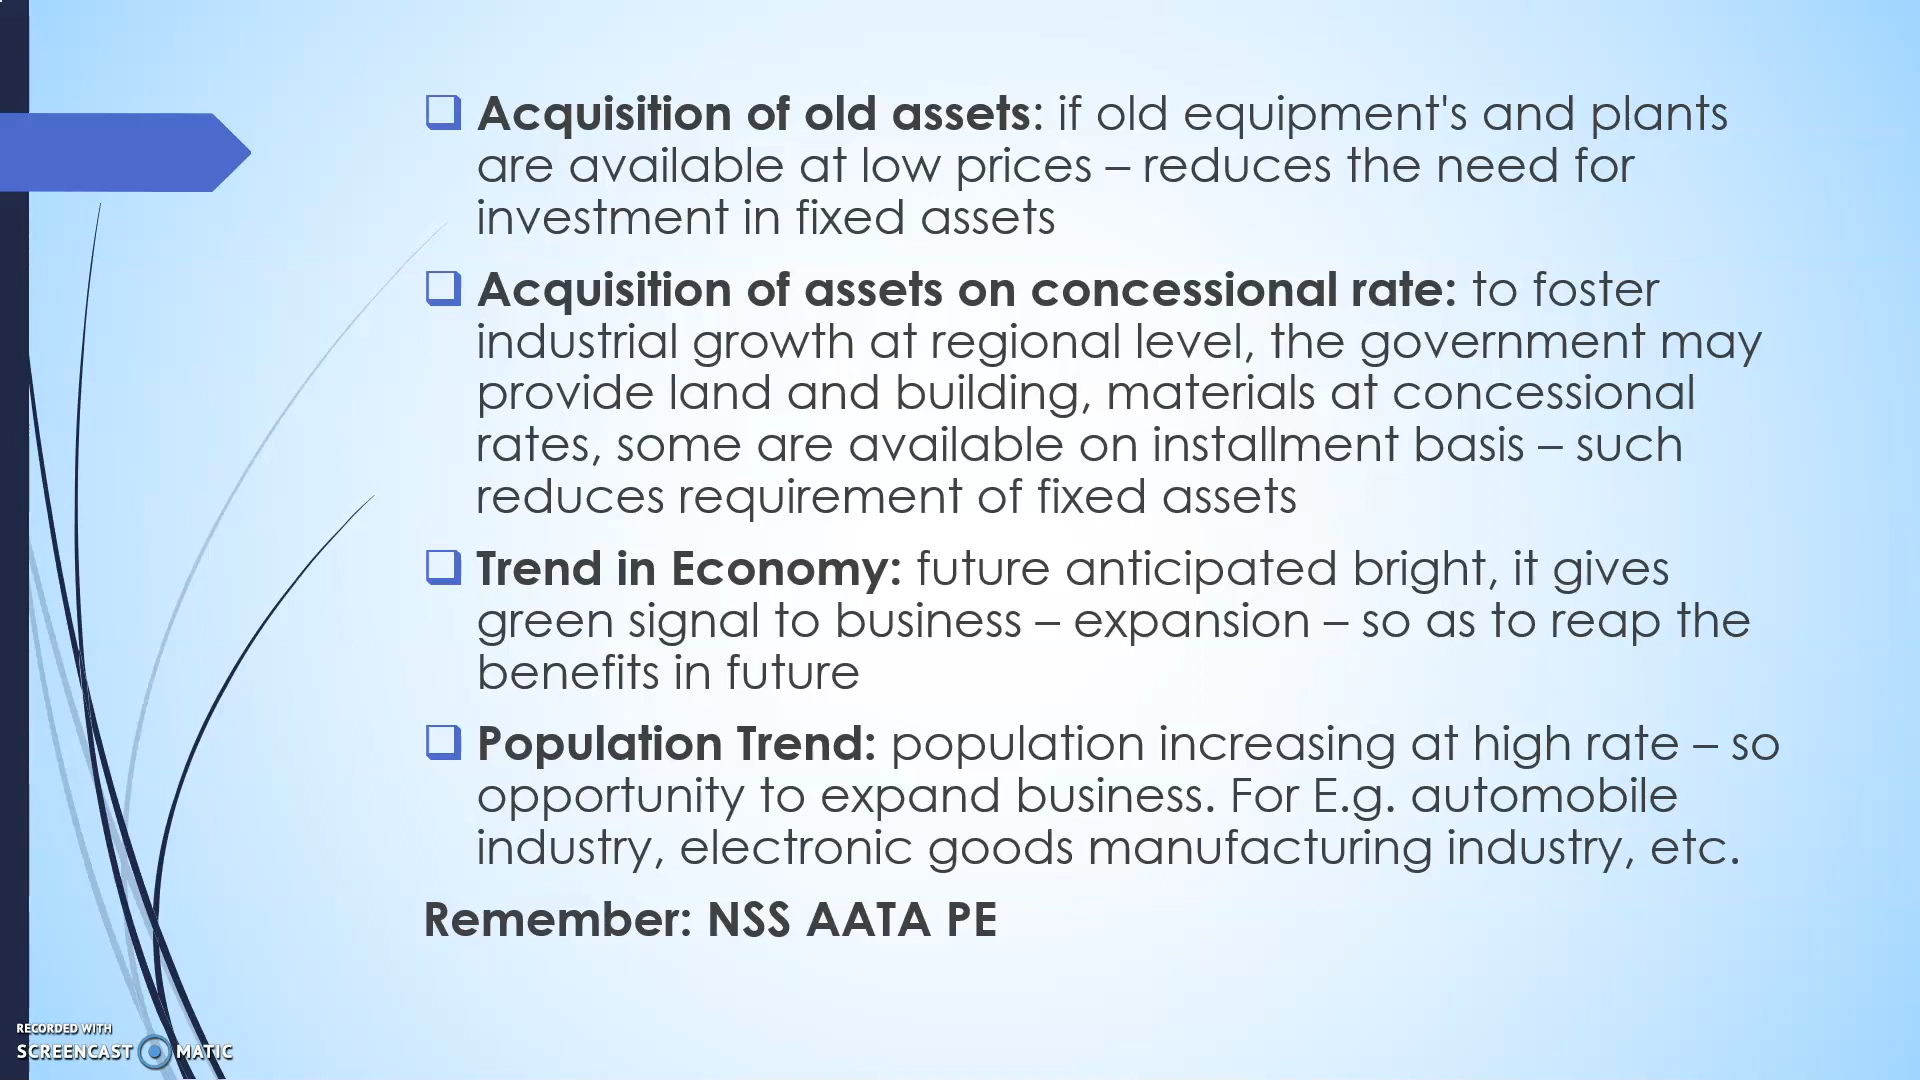 Acquisition of old assets: if old equipment's and plants
are available at low prices – reduces the need for
investment in fixed assets
Acquisition of assets on concessional rate: to foster
industrial growth at regional level, the government may
provide land and building, materials at concessional
rates, some are available on installment basis – such
reduces requirement of fixed assets
Trend in Economy: future anticipated bright, it gives
green signal to business – expansion – so as to reap the
benefits in future
Population Trend: population increasing at high rate – so
opportunity to expand business. For E.g. automobile
industry, electronic goods manufacturing industry, etc.
Remember: NSS AATA PE
RECORDED WITH
SCREENCAST MATIC